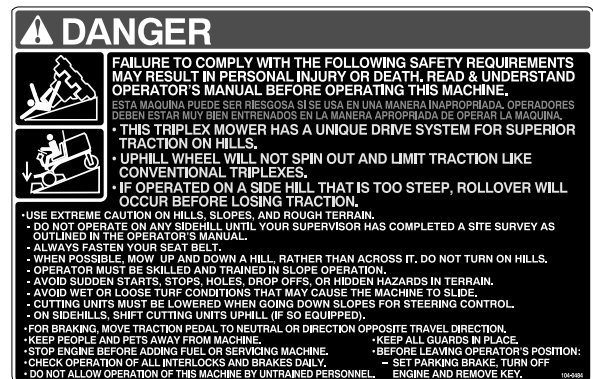 DANGER
FAILURE TO COMPLY WITH THE FOLLOWING SAFETY REQUIREMENTS
MAY RESULT IN PERSONAL INJURY OR DEATH. READ & UNDERSTAND
OPERATOR'S MANUAL BEFORE OPERATING THIS MACHINE.
ESTA MAQUINA PUEDE SER RIESGOSA SI SE USA EN UNA MANERA INAPROPRIADA. OPERADORES
DEBEN ESTAR MUY BIEN ENTRENADOS EN LA MANERA APROPRIADA DE OPERAR LA MAQUINA.
• THIS TRIPLEX MOWER HAS A UNIQUE DRIVE SYSTEM FOR SUPERIOR
TRACTION ON HILLS.
• UPHILL WHEEL WILL NOT SPIN OUT AND LIMIT TRACTION LIKE
CONVENTIONAL TRIPLEXES.
• IF OPERATED ON A SIDE HILL THAT IS TOO STEEP, ROLLOVER WILL
OCCUR BEFORE LOSING TRACTION.
• USE EXTREME CAUTION ON HILLS, SLOPES, AND ROUGH TERRAIN.
- DO NOT OPERATE ON ANY SIDEHILL UNTIL YOUR SUPERVISOR HAS COMPLETED A SITE SURVEY AS
OUTLINED IN THE OPERATOR'S MANUAL.
- ALWAYS FASTEN YOUR SEAT BELT.
- WHEN POSSIBLE, MOW UP AND DOWN A HILL, RATHER THAN ACROSS IT. DO NOT TURN ON HILLS.
- OPERATOR MUST BE SKILLED AND TRAINED IN SLOPE OPERATION.
- AVOID SUDDEN STARTS, STOPS, HOLES, DROP OFFS, OR HIDDEN HAZARDS IN TERRAIN.
- AVOID WET OR LOOSE TURF CONDITIONS THAT MAY CAUSE THE MACHINE TO SLIDE.
- CUTTING UNITS MUST BE LOWERED WHEN GOING DOWN SLOPES FOR STEERING CONTROL.
- ON SIDEHILLS, SHIFT CUTTING UNITS UPHILL (IF SO EQUIPPED).
• FOR BRAKING, MOVE TRACTION PEDAL TO NEUTRAL OR DIRECTION OPPOSITE TRAVEL DIRECTION.
• KEEP PEOPLE AND PETS AWAY FROM MACHINE.
• STOP ENGINE BEFORE ADDING FUEL OR SERVICING MACHINE.
• CHECK OPERATION OF ALL INTERLOCKS AND BRAKES DAILY.
• DO NOT ALLOW OPERATION OF THIS MACHINE BY UNTRAINED PERSONNEL.
• KEEP ALL GUARDS IN PLACE.
• BEFORE LEAVING OPERATOR'S POSITION:
- SET PARKING BRAKE, TURN OFF
ENGINE AND REMOVE KEY.
104-0484